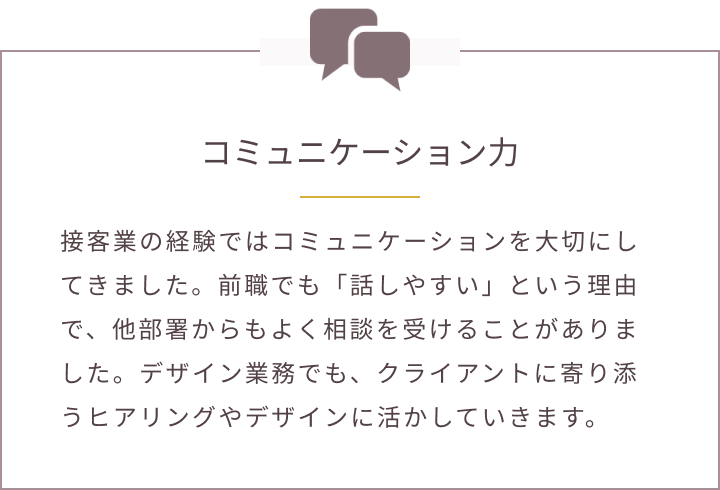 コミュニケーション力
接客業の経験ではコミュニケーションを大切にし
てきました。前職でも「話しやすい」という理由
で、他部署からもよく相談を受けることがありま
した。デザイン業務でも、クライアントに寄り添
うヒアリングやデザインに活かしていきます。